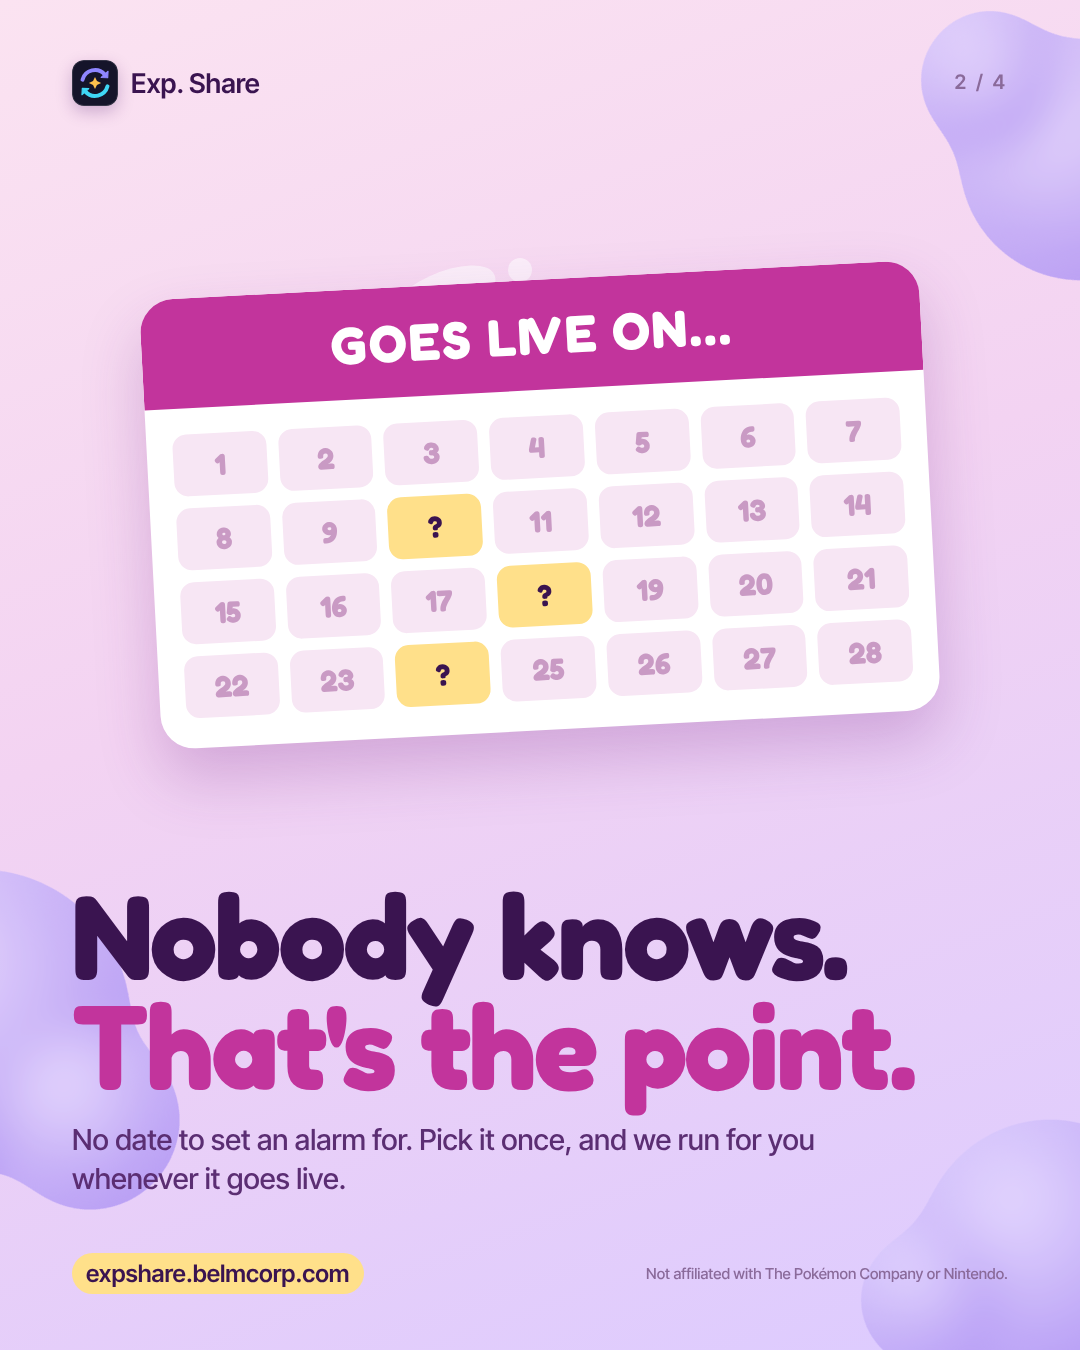 Exp. Share
2 / 4
GOES LIVE ON...
1 2 3 4 5 6 7
8 9 ? 11 12 13 14
15 16 17 ? 19 20 21
22 23 ? 25 26 27 28
Nobody knows.
That's the point.
No date to set an alarm for. Pick it once, and we run for you
whenever it goes live.
expshare.belmcorp.com
Not affiliated with The Pokémon Company or Nintendo.